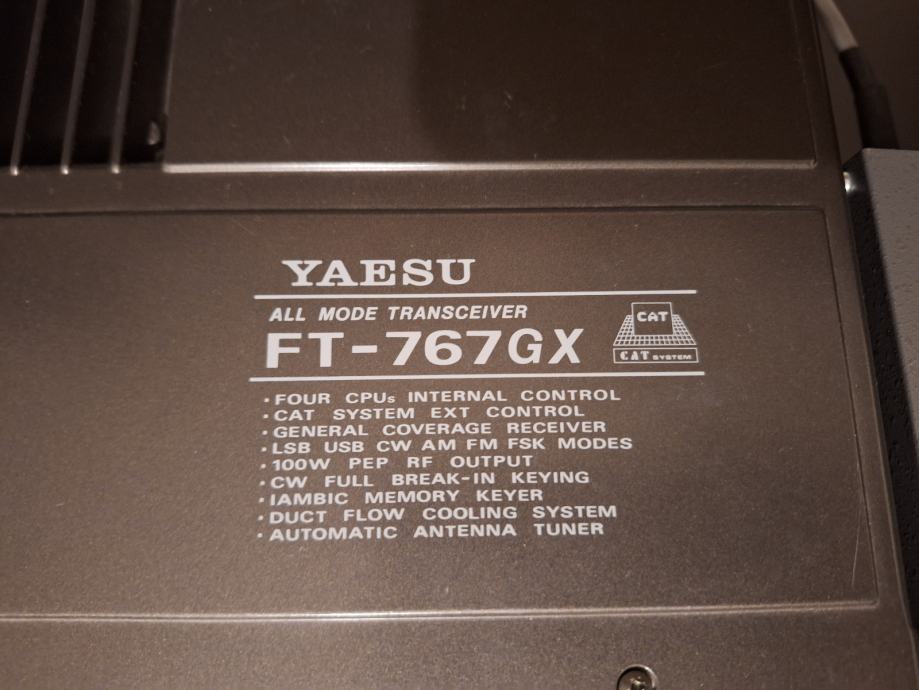 YAESU
ALL MODE TRANSCEIVER
FT-767GX
CAT
CAT SYSTEM
·FOUR CPUs INTERNAL CONTROL
·CAT SYSTEM EXT CONTROL
·GENERAL COVERAGE RECEIVER
·LSB USB CW AM FM FSK MODES
·100W PEP RF OUTPUT
·CW FULL BREAK-IN KEYING
·IAMBIC MEMORY KEYER
·DUCT FLOW COOLING SYSTEM
·AUTOMATIC ANTENNA TUNER